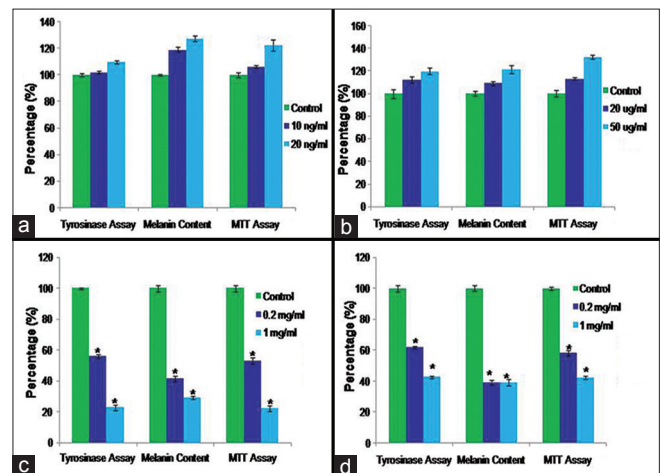 140
120
100
80
60
40
20
0
Percentage (%)
Control
10 ng/ml
20 ng/ml
Tyrosinase Assay Melanin Content MTT Assay
a
160
140
120
100
80
60
40
20
0
Percentage (%)
Control
20 ug/ml
50 ug/ml
Tyrosinase Assay Melanin Content MTT Assay
b
120
100
80
60
40
20
0
Percentage (%)
Control
0.2 mg/ml
1 mg/ml
* * * * * *
Tyrosinase Assay Melanin Content MTT Assay
c
120
100
80
60
40
20
0
Percentage (%)
Control
0.2 mg/ml
1 mg/ml
* * * * * *
Tyrosinase Assay Melanin Content MTT Assay
d